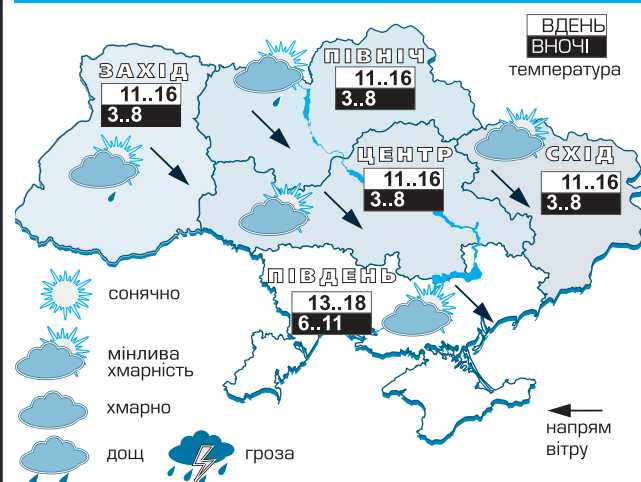 ВДЕНЬ
ВНОЧІ
температура
ЗАХІД
11..16
3..8
ПІВНІЧ
11..16
3..8
ЦЕНТР
11..16
3..8
СХІД
11..16
3..8
ПІВДЕНЬ
13..18
6..11
сонячно
мінлива
хмарність
хмарно
дощ
гроза
напрям
вітру